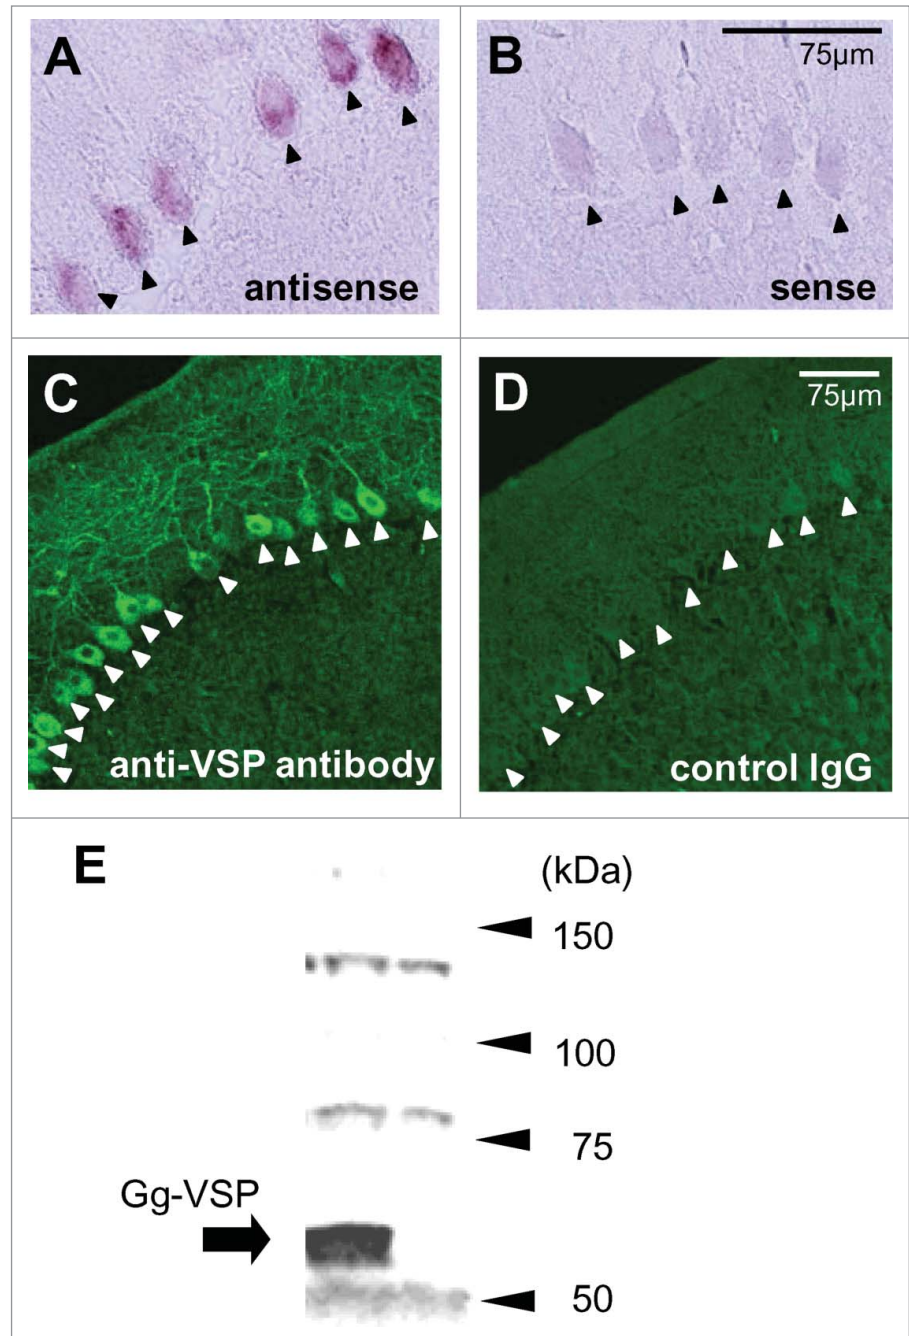 A
antisense
B
75μm
sense
C
anti-VSP antibody
D
75μm
control IgG
E
(kDa)
150
100
75
Gg-VSP
50